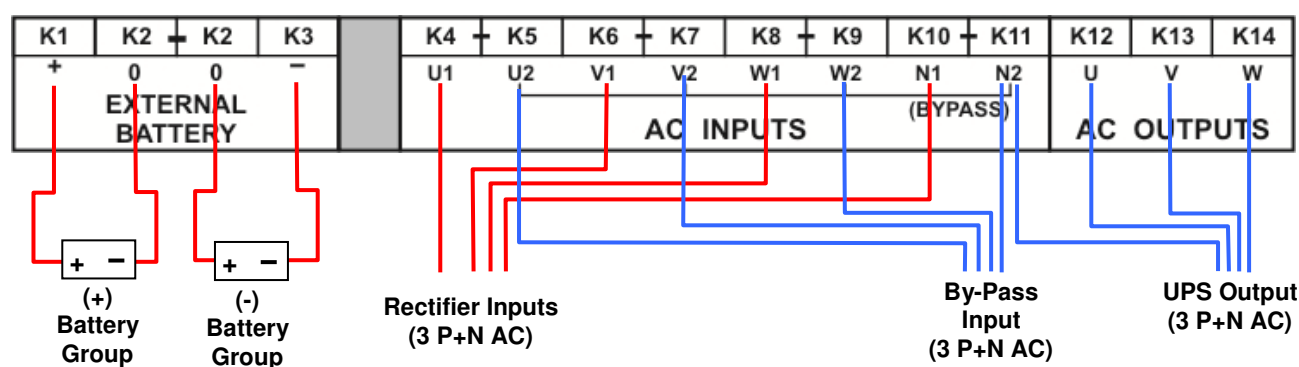 K1 K2 - K2 K3 K4 - K5 K6 - K7 K8 - K9 K10 - K11 K12 K13 K14
+ 0 0 - U1 U2 V1 V2 W1 W2 N1 N2 U V W
EXTERNAL
BATTERY
(BYPASS)
AC INPUTS
AC OUTPUTS
+ -
+ -
(+)
Battery
Group
(-)
Battery
Group
Rectifier Inputs
(3 P+N AC)
By-Pass
Input
(3 P+N AC)
UPS Output
(3 P+N AC)